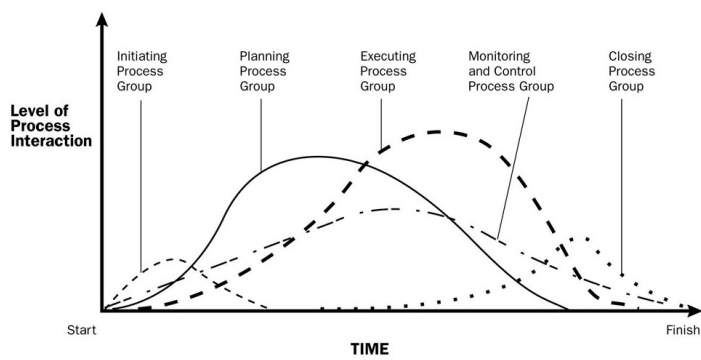 Initiating
Process
Group
Planning
Process
Group
Executing
Process
Group
Monitoring
and Control
Process Group
Closing
Process
Group
Level of
Process
Interaction
Start
Finish
TIME